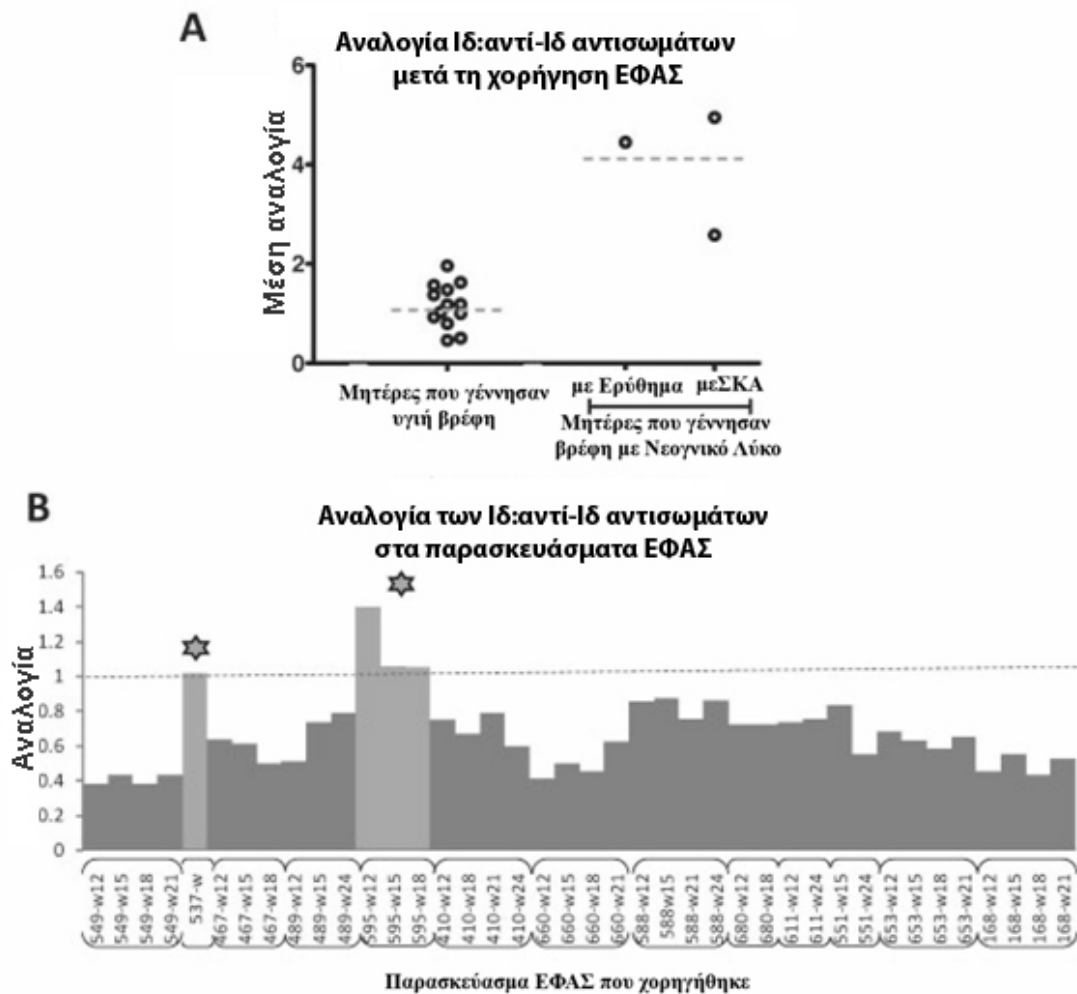 A
Αναλογία Ιδ:αντί-Ιδ αντισωμάτων
μετά τη χορήγηση ΕΦΑΣ
Μέση αναλογία
6
4
2
0
Μητέρες που γέννησαν
υγιή βρέφη
με Ερύθημα μεΣΚΑ
Μητέρες που γέννησαν
βρέφη με Νεογνικό Λύκο
B
Αναλογία των Ιδ:αντί-Ιδ αντισωμάτων
στα παρασκευάσματα ΕΦΑΣ
Αναλογία
1.6
1.4
1.2
1
0.8
0.6
0.4
0.2
0
549-w12
549-w15
549-w18
549-w21
537-w
467-w12
467-w15
467-w18
489-w12
489-w15
489-w24
595-w12
595-w15
595-w18
410-w12
410-w18
410-w21
410-w24
660-w12
660-w15
660-w18
660-w21
588-w12
588w15
588-w21
588-w24
680-w12
680-w18
611-w12
611-w24
551-w15
551-w24
653-w12
653-w15
653-w18
653-w21
168-w12
168-w15
168-w18
168-w21
Παρασκεύασμα ΕΦΑΣ που χορηγήθηκε